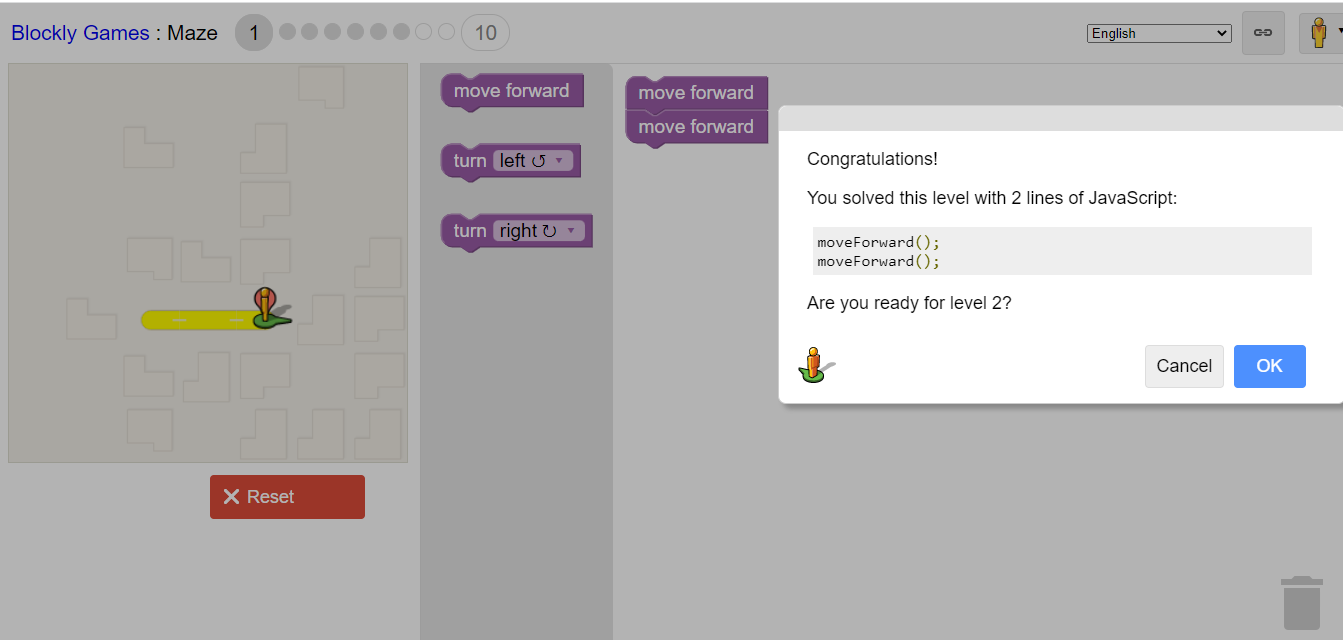 Blockly Games : Maze 1 10 English
move forward
turn left ↺
turn right ↻
move forward
move forward
Congratulations!
You solved this level with 2 lines of JavaScript:
moveForward();
moveForward();
Are you ready for level 2?
Cancel OK
Reset